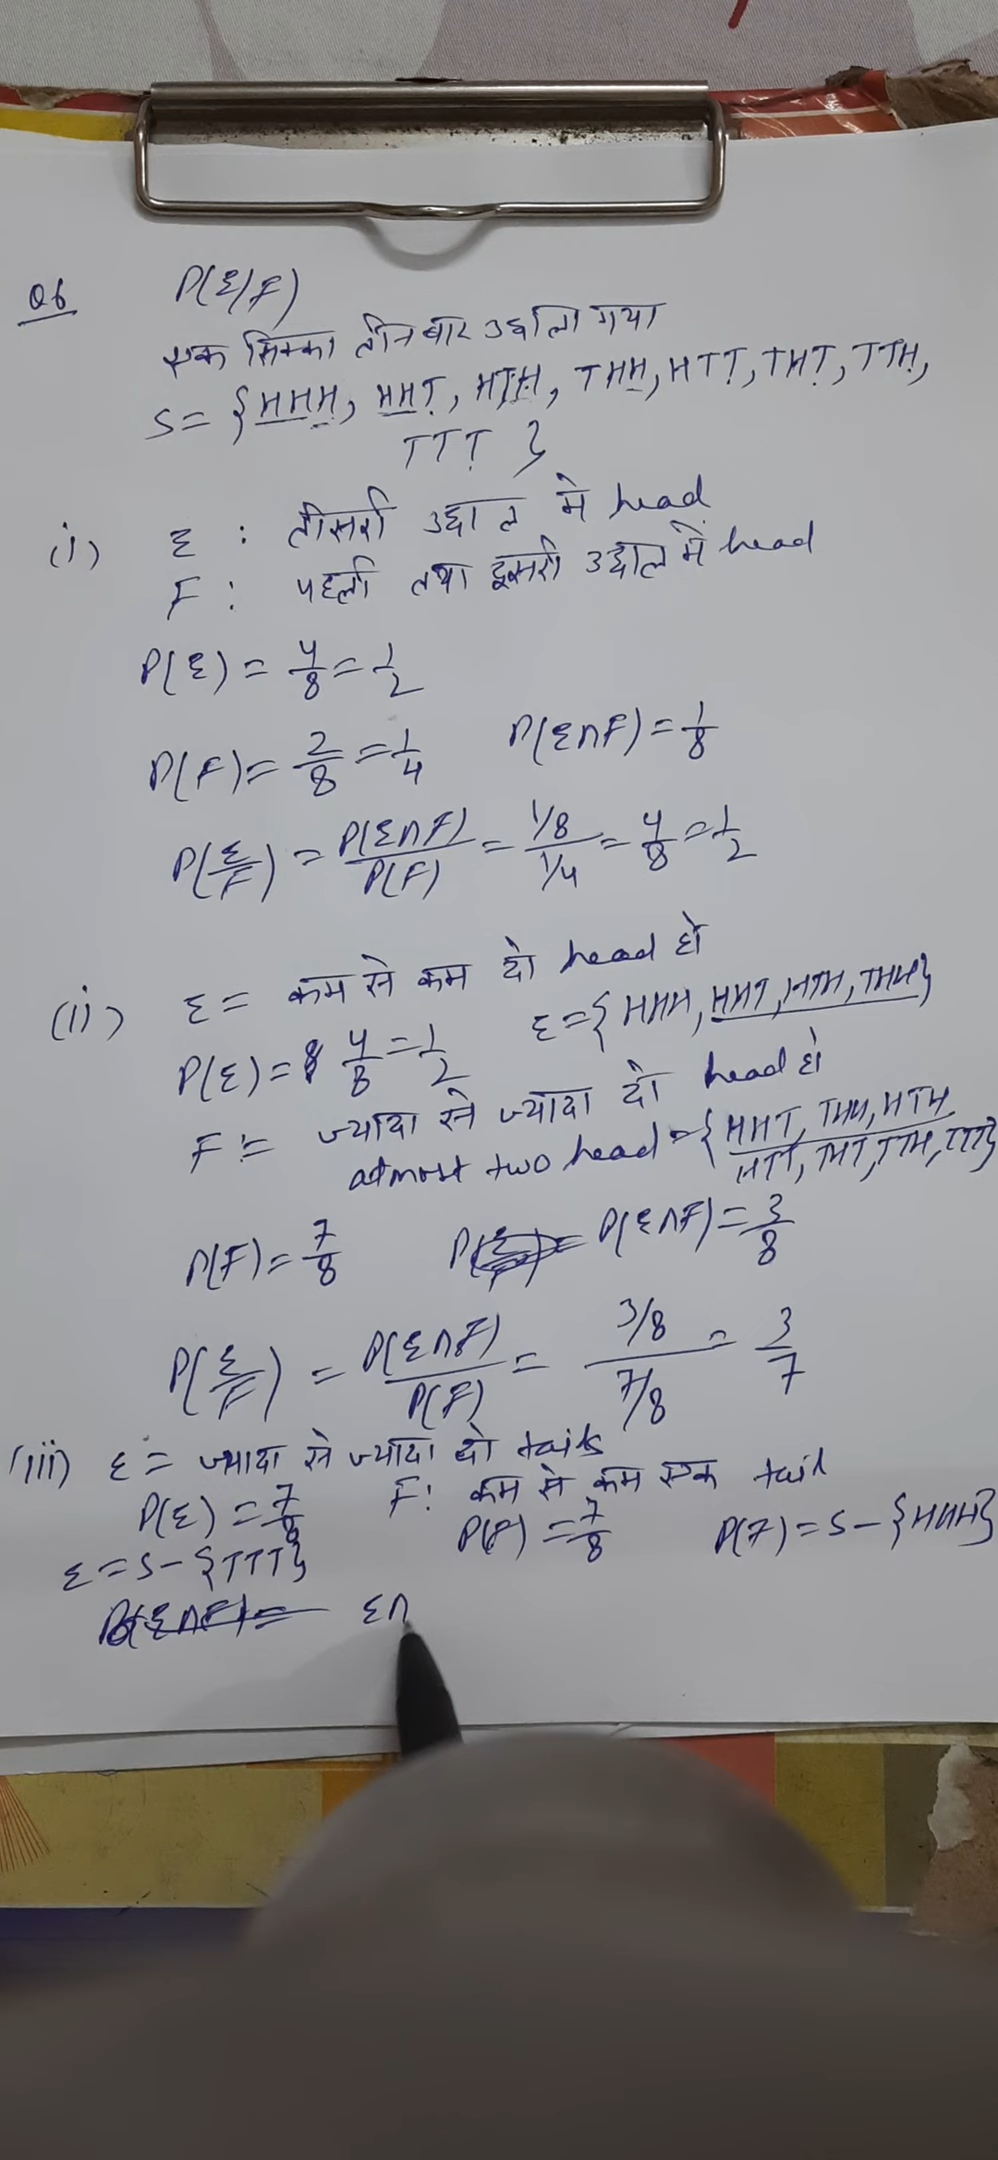 Q6 P(E/F)
एक सिक्का तीन बार उछाला गया
S = {HHH, HHT, HTH, THH, HTT, THT, TTH,
TTT }
(i) E : तीसरी उछाल मे head
F : पहली तथा दूसरी उछाल में head
P(E) = 4/8 = 1/2
P(F) = 2/8 = 1/4 P(E∩F) = 1/8
P(E/F) = P(E∩F)/P(F) = 1/8 / 1/4 = 4/8 = 1/2
(ii) E = कम से कम दो head हो
P(E) = 4/8 = 1/2 E = {HHH, HHT, HTH, THH}
F = ज्यादा से ज्यादा दो head हो
atmost two head = {HHT, THH, HTH
HTT, THT, TTH, TTT}
P(F) = 7/8 P(E∩F) = 3/8
P(E/F) = P(E∩F)/P(F) = 3/8 / 7/8 = 3/7
(iii) E = ज्यादा से ज्यादा दो tails
F : कम से कम एक tail
P(E) = 7/8 P(F) = 7/8 P(F) = S - {HHH}
E = S - {TTT}
P(E∩F) = E∩